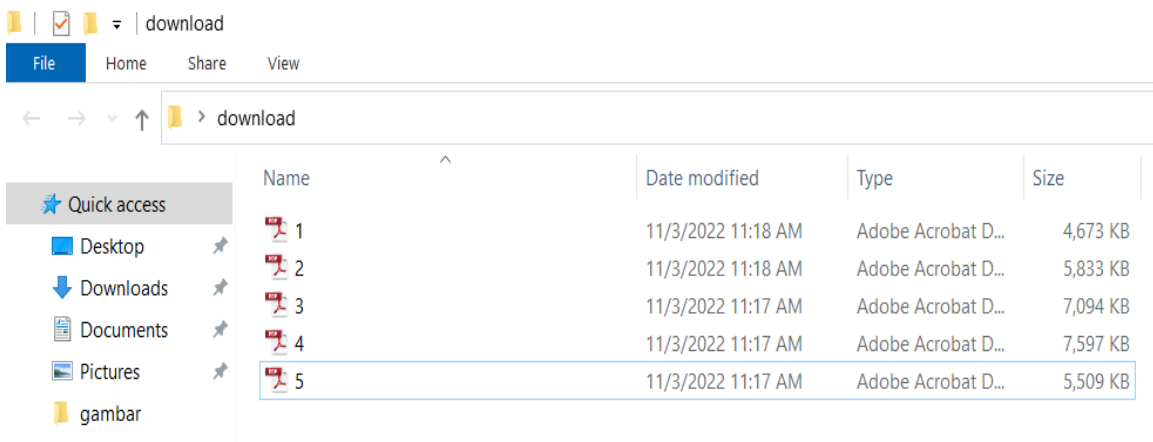 download
File Home Share View
download
Name Date modified Type Size
Quick access
1 11/3/2022 11:18 AM Adobe Acrobat D... 4,673 KB
Desktop
2 11/3/2022 11:18 AM Adobe Acrobat D... 5,833 KB
Downloads
3 11/3/2022 11:17 AM Adobe Acrobat D... 7,094 KB
Documents
4 11/3/2022 11:17 AM Adobe Acrobat D... 7,597 KB
Pictures
5 11/3/2022 11:17 AM Adobe Acrobat D... 5,509 KB
gambar